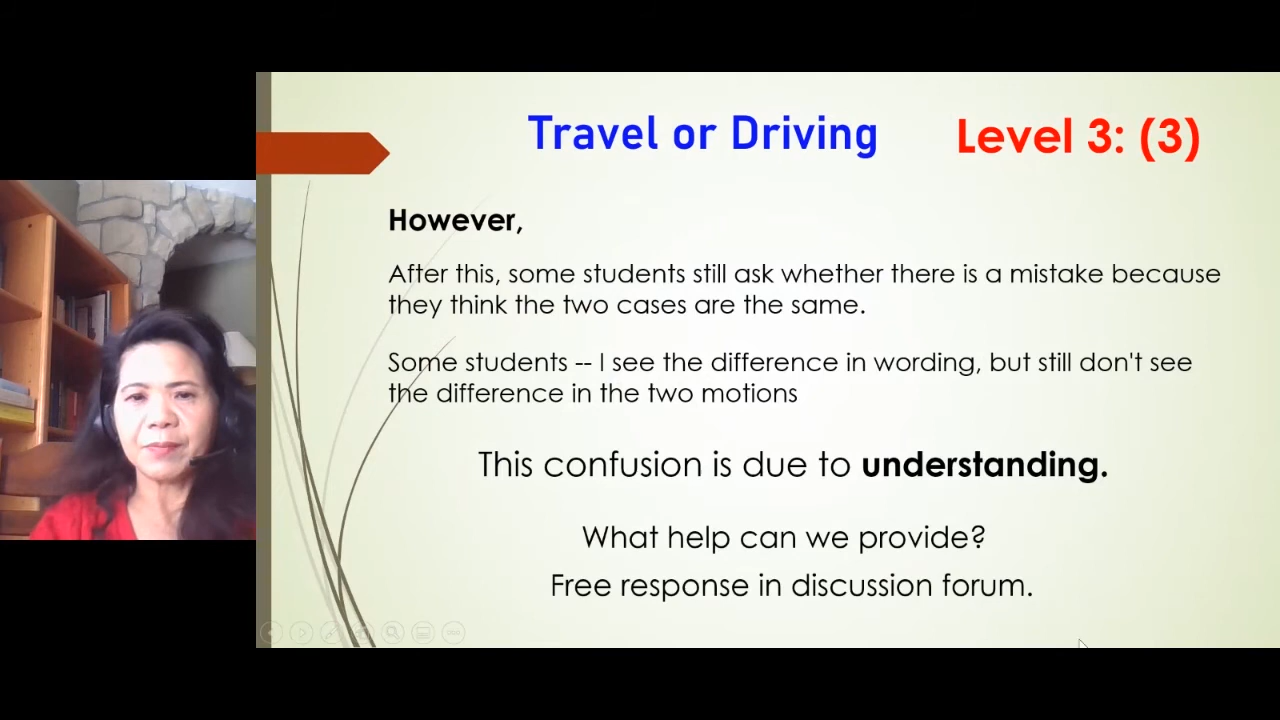 Travel or Driving
Level 3: (3)
However,
After this, some students still ask whether there is a mistake because
they think the two cases are the same.
Some students -- I see the difference in wording, but still don't see
the difference in the two motions
This confusion is due to understanding.
What help can we provide?
Free response in discussion forum.